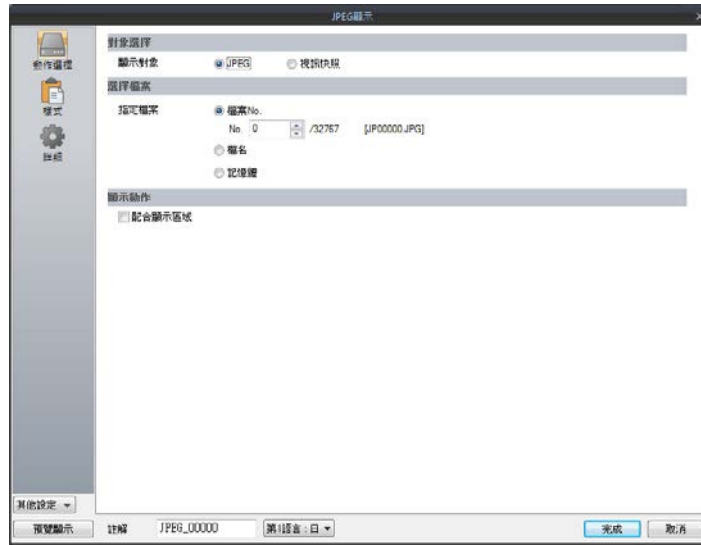 JPEG顯示
動作選擇
樣式
詳細
對象選擇
顯示對象 JPEG 視訊快照
選擇檔案
指定檔案 檔案No.
No. 0 /32767 [JP00000.JPG]
檔名
記憶體
顯示動作
配合顯示區域
其他設定
預覽顯示 註解 JPEG_00000 第1語言:日 完成 取消